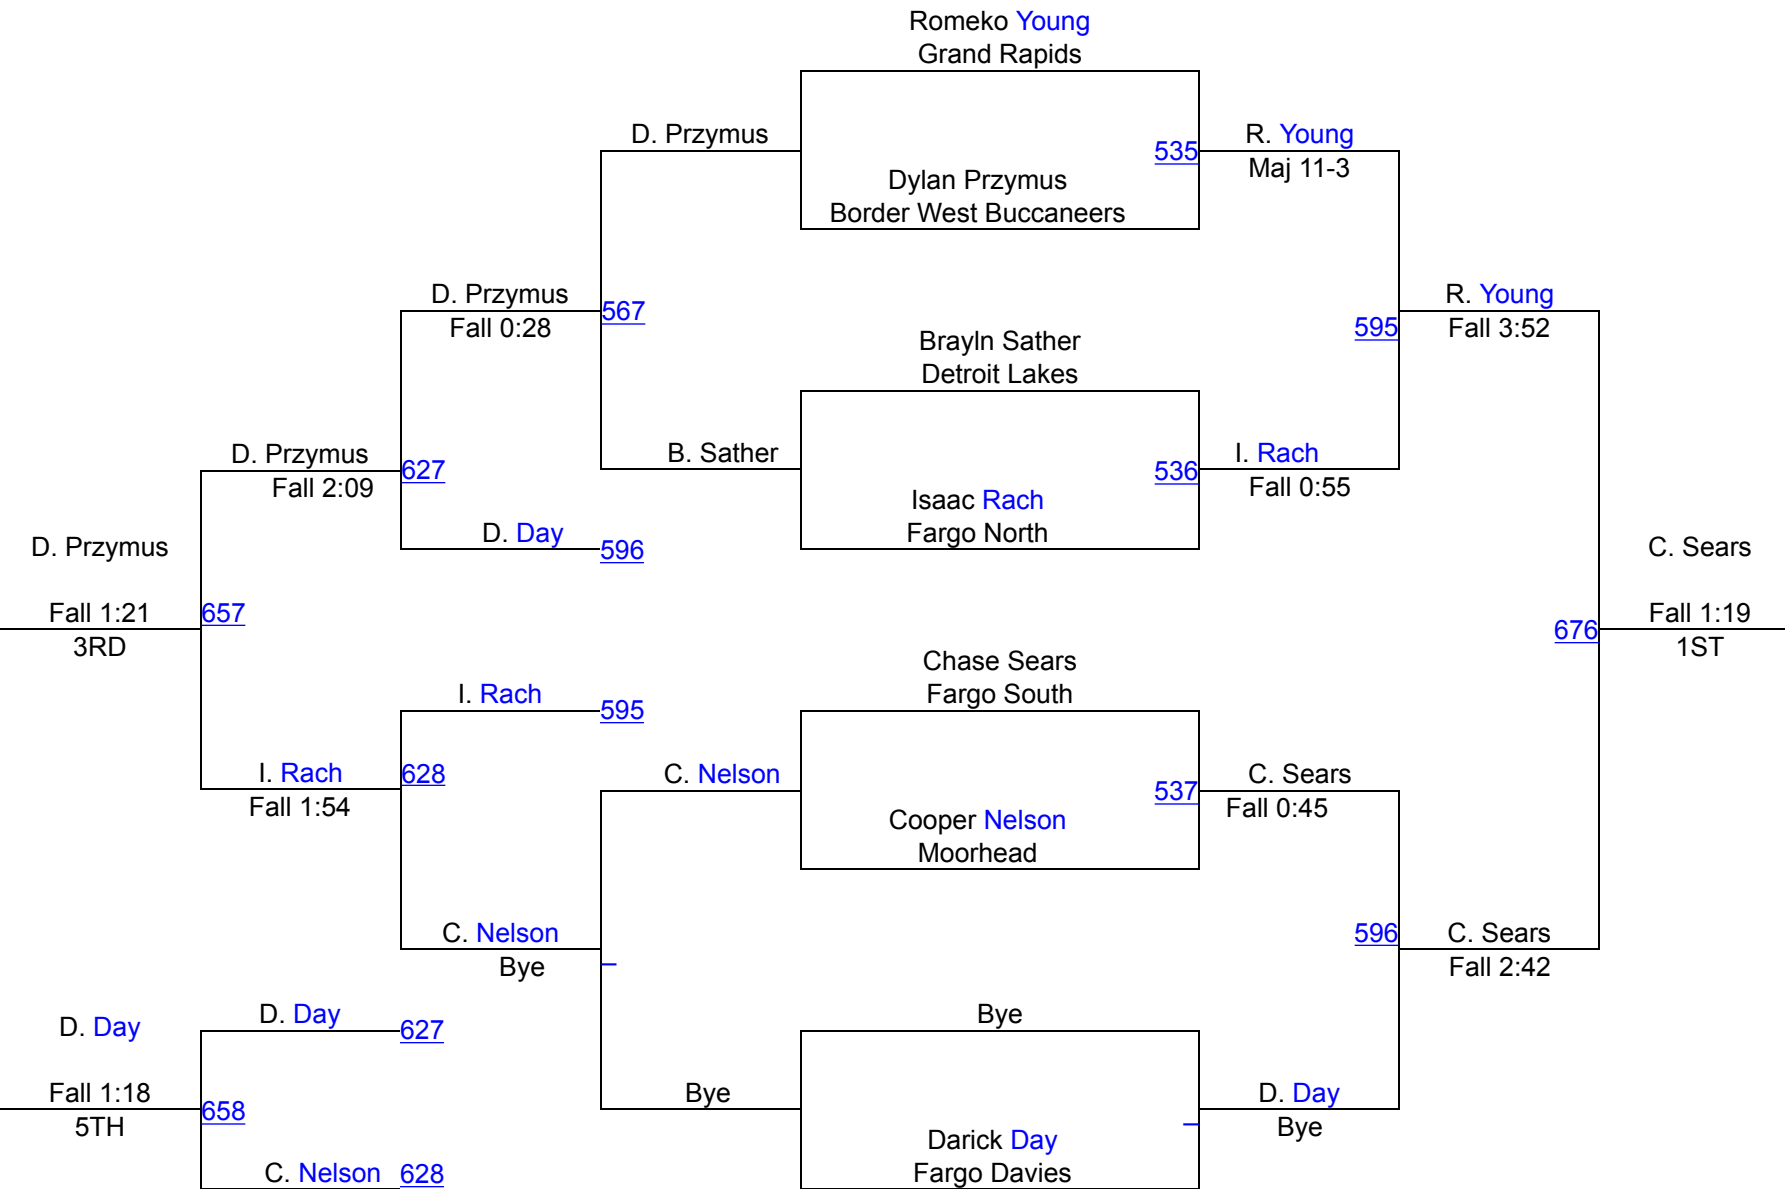 Romeko Young
Grand Rapids
D. Przymus
535
R. Young
Maj 11-3
Dylan Przymus
Border West Buccaneers
D. Przymus
Fall 0:28
567
R. Young
595
Fall 3:52
Brayln Sather
Detroit Lakes
D. Przymus
Fall 2:09
627
B. Sather
536
I. Rach
Fall 0:55
Isaac Rach
Fargo North
D. Day
596
D. Przymus
Fall 1:21
3RD
657
C. Sears
Fall 1:19
1ST
676
Chase Sears
Fargo South
I. Rach
595
I. Rach
Fall 1:54
628
C. Nelson
537
C. Sears
Fall 0:45
Cooper Nelson
Moorhead
C. Nelson
Bye
596
C. Sears
Fall 2:42
D. Day
Fall 1:18
5TH
D. Day
627
658
C. Nelson
628
Bye
Bye
D. Day
Bye
Darick Day
Fargo Davies